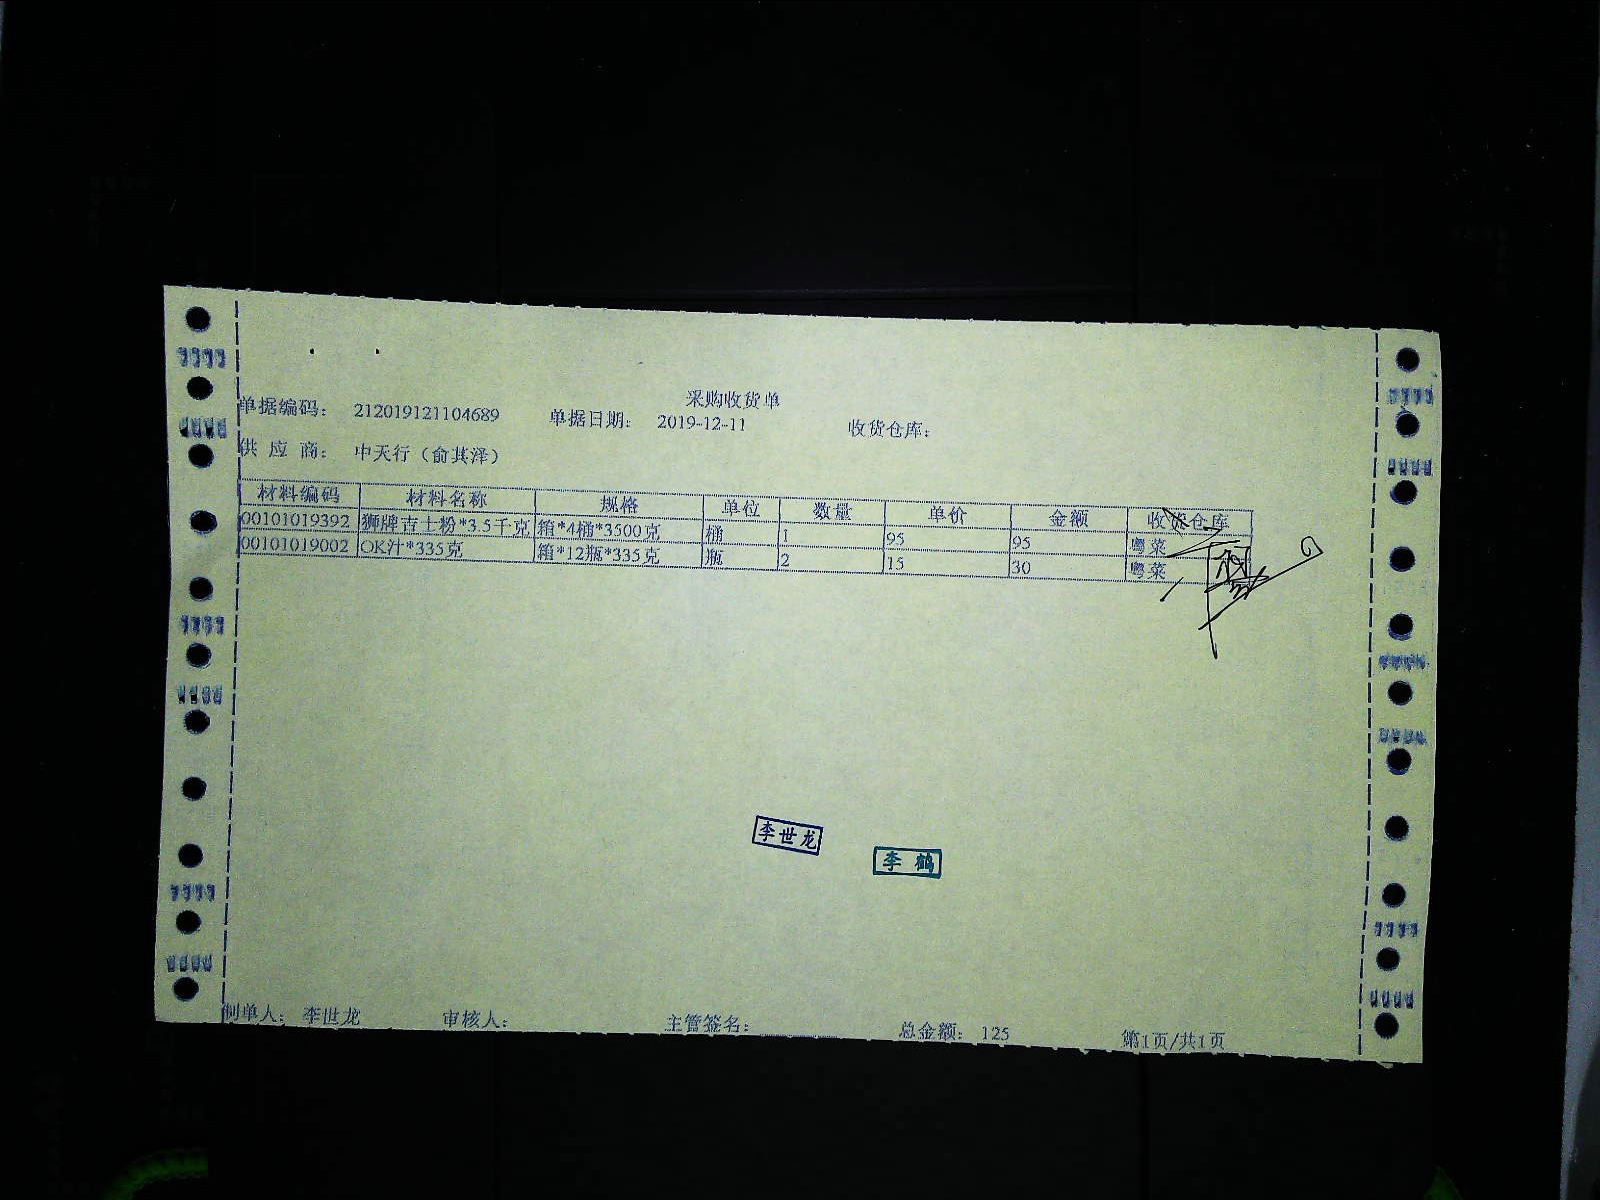 采购收货单
单据编码： 212019121104689 单据日期： 2019-12-11 收货仓库：
供 应 商： 中天行（俞其泽）
材料编码 材料名称 规格 单位 数量 单价 金额 收货仓库
00101019392 狮牌吉士粉*3.5千克 箱*4桶*3500克 桶 1 95 95 粤菜
00101019002 OK汁*335克 箱*12瓶*335克 瓶 2 15 30 粤菜
李世龙
李鹤
制单人： 李世龙 审核人： 主管签名： 总金额： 125 第1页/共1页